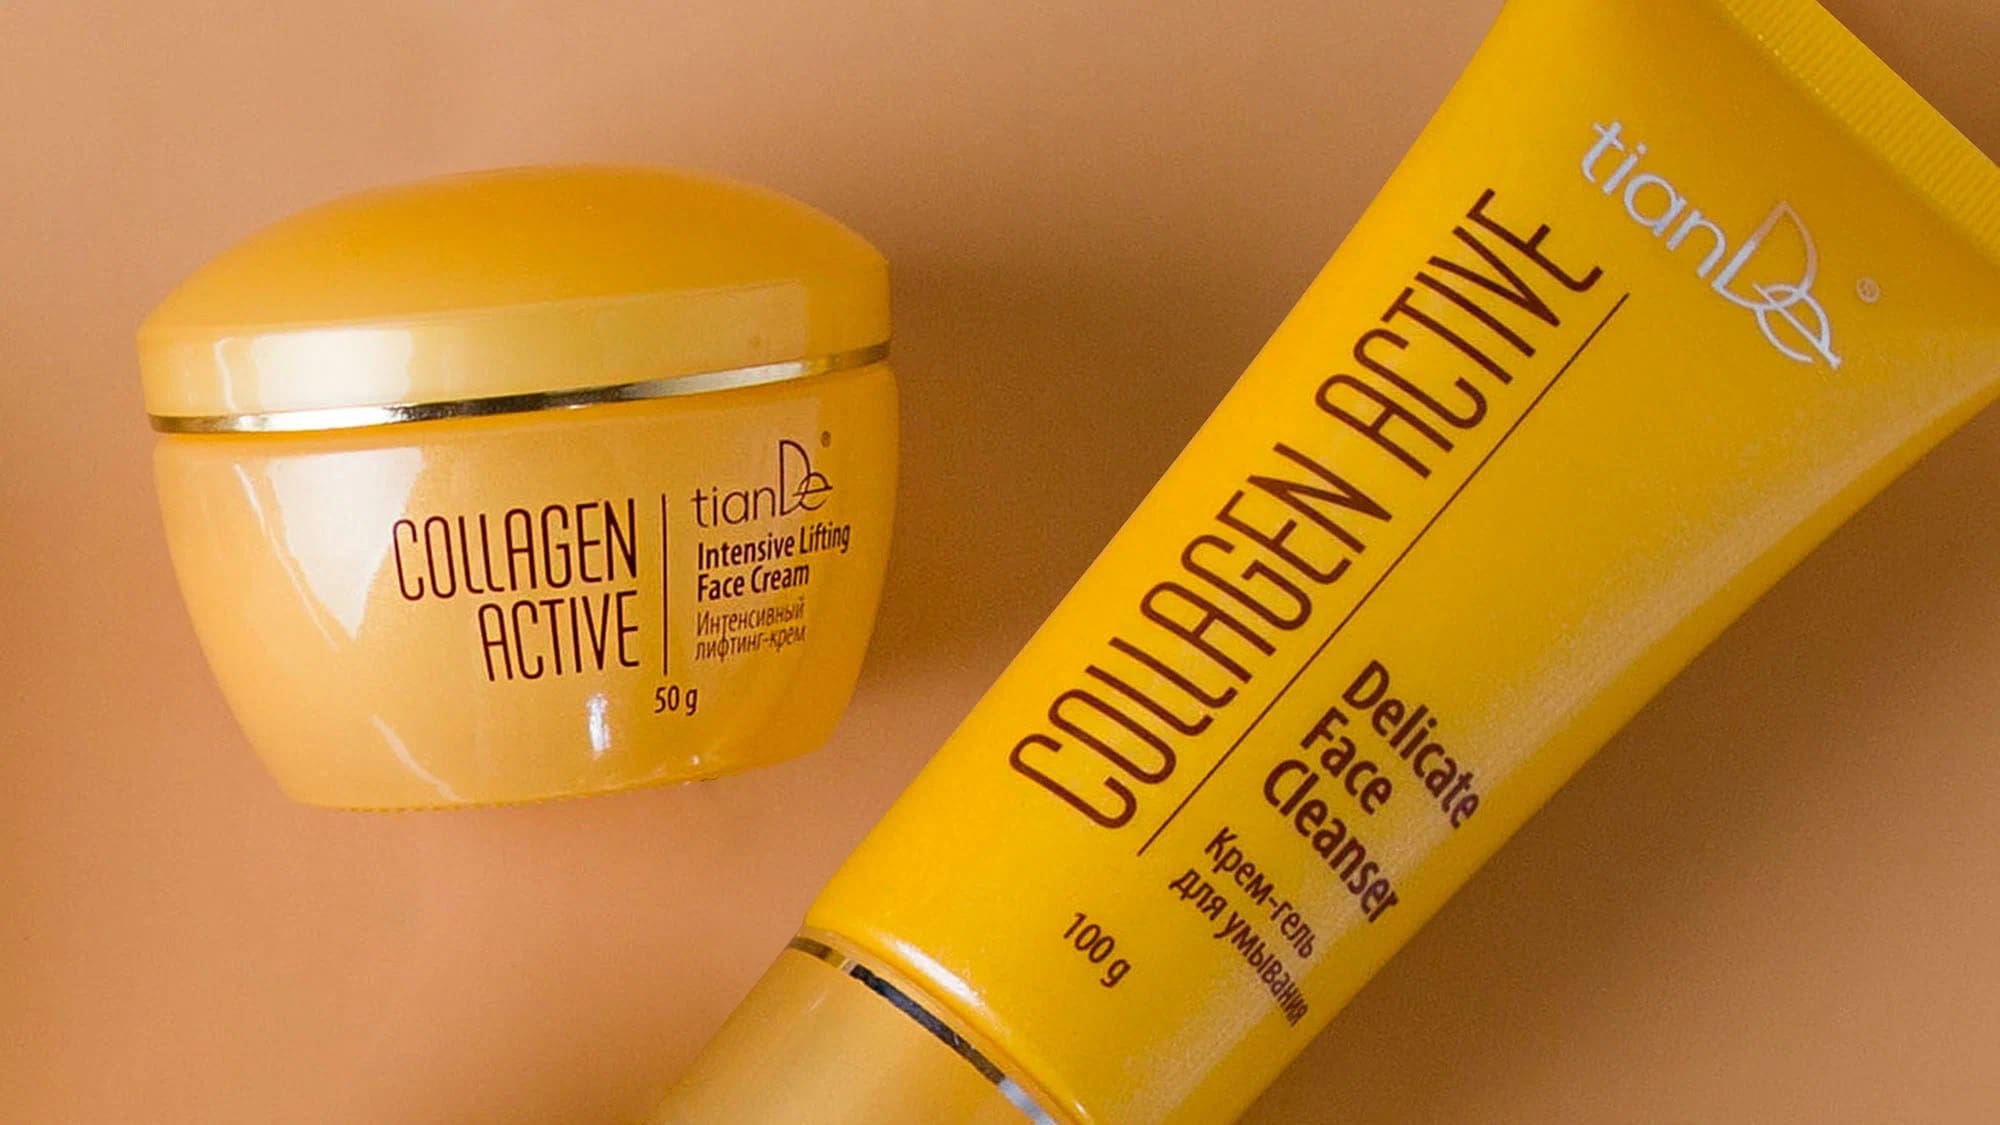 COLLAGEN
ACTIVE
tianDe®
Intensive Lifting
Face Cream
Интенсивный
лифтинг-крем
50 g
tianDe®
COLLAGEN ACTIVE
Delicate
Face
Cleanser
Крем-гель
для умывания
100 g